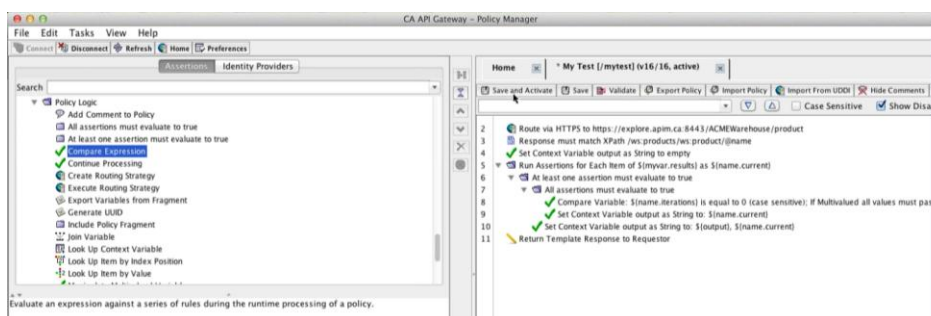 CA API Gateway - Policy Manager
File Edit Tasks View Help
Connect Disconnect Refresh Home Preferences
Assertions Identity Providers
Search
Policy Logic
Add Comment to Policy
All assertions must evaluate to true
At least one assertion must evaluate to true
Compare Expression
Continue Processing
Create Routing Strategy
Execute Routing Strategy
Export Variables from Fragment
Generate UUID
Include Policy Fragment
Join Variable
Look Up Context Variable
Look Up Item by Index Position
Look Up Item by Value
Evaluate an expression against a series of rules during the runtime processing of a policy.
Home * My Test [/mytest] (v16/16, active)
Save and Activate Save Validate Export Policy Import Policy Import From UDDI Hide Comments
Case Sensitive Show Disa
2 Route via HTTPS to https://explore.apim.ca:8443/ACMEWarehouse/product
3 Response must match XPath /ws:products/ws:product/@name
4 Set Context Variable output as String to empty
5 Run Assertions for Each Item of ${myvar.results} as ${name.current}
6 At least one assertion must evaluate to true
7 All assertions must evaluate to true
8 Compare Variable: ${name.iterations} is equal to 0 (case sensitive); If Multivalued all values must pas
9 Set Context Variable output as String to: ${name.current}
10 Set Context Variable output as String to: ${output}, ${name.current}
11 Return Template Response to Requestor